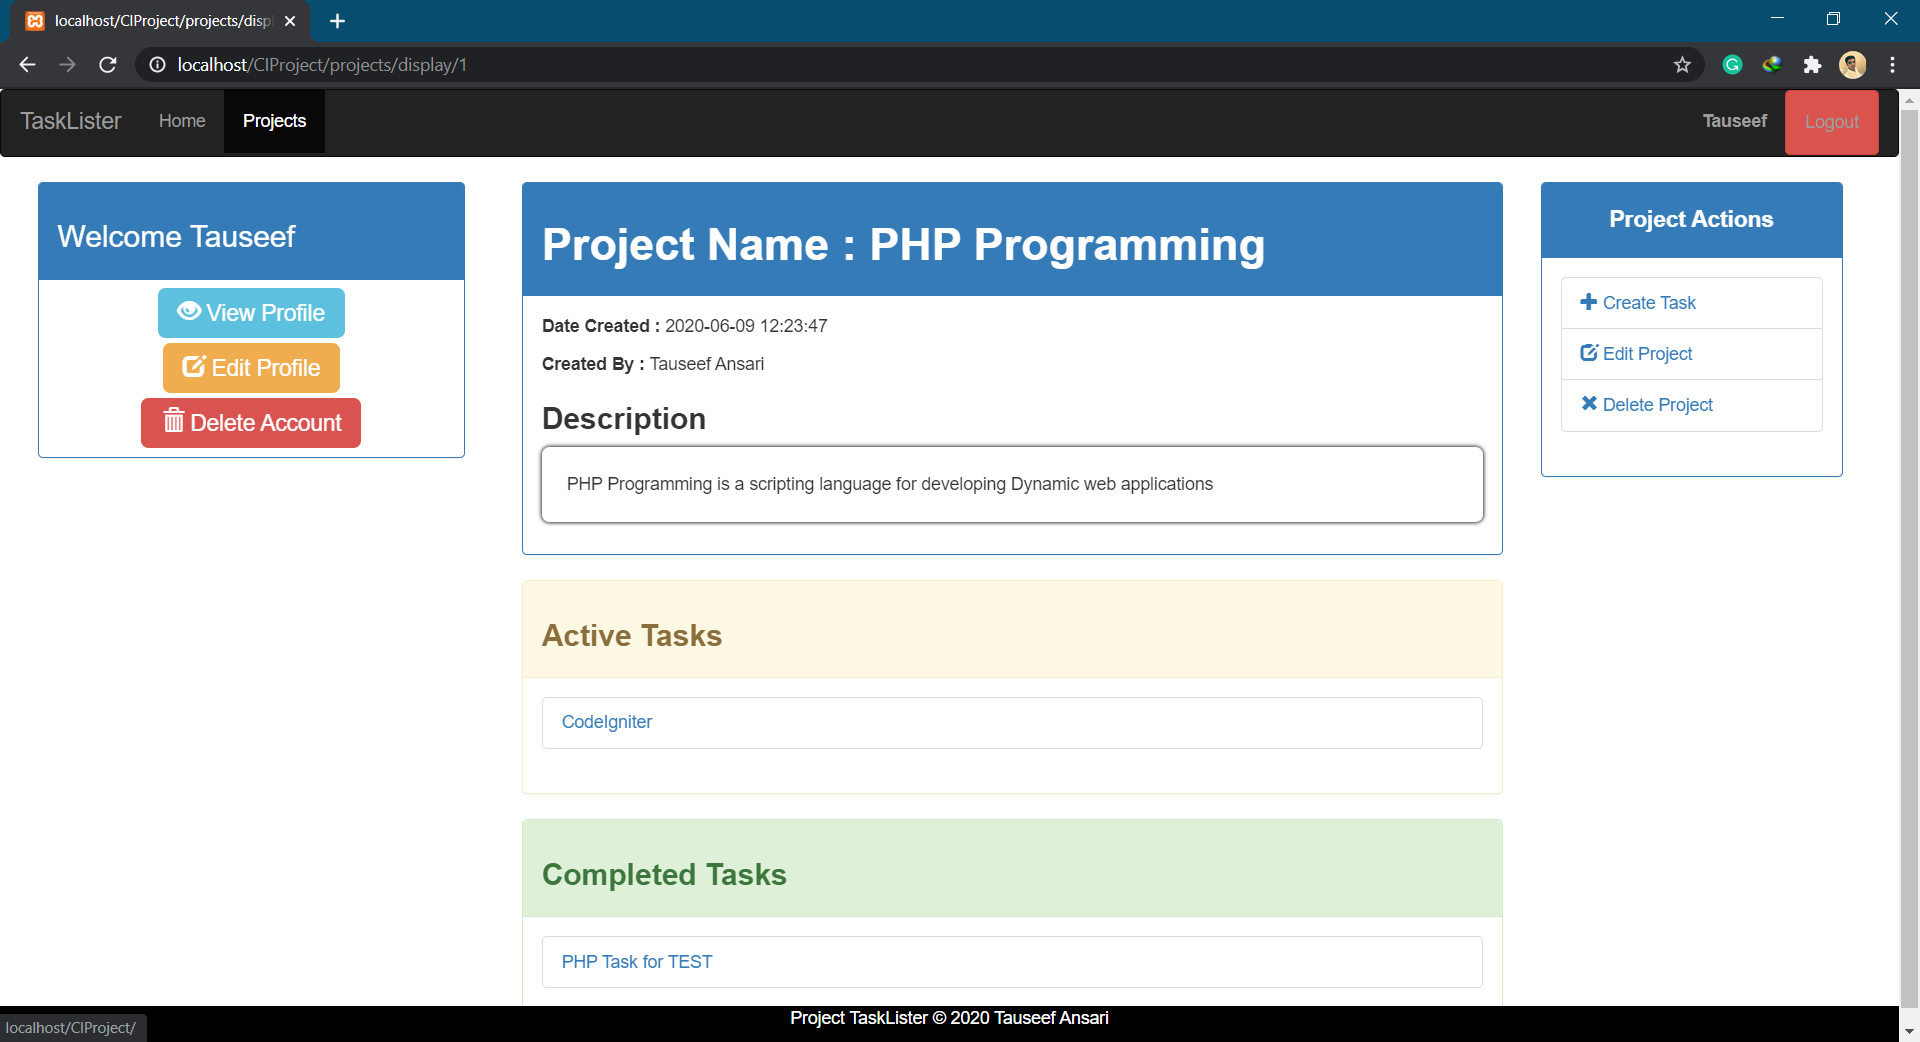 localhost/CIProject/projects/disp
localhost/CIProject/projects/display/1
TaskLister Home Projects Tauseef Logout
Welcome Tauseef
View Profile
Edit Profile
Delete Account
Project Name : PHP Programming
Date Created : 2020-06-09 12:23:47
Created By : Tauseef Ansari
Description
PHP Programming is a scripting language for developing Dynamic web applications
Active Tasks
CodeIgniter
Completed Tasks
PHP Task for TEST
Project Actions
Create Task
Edit Project
Delete Project
Project TaskLister © 2020 Tauseef Ansari
localhost/CIProject/